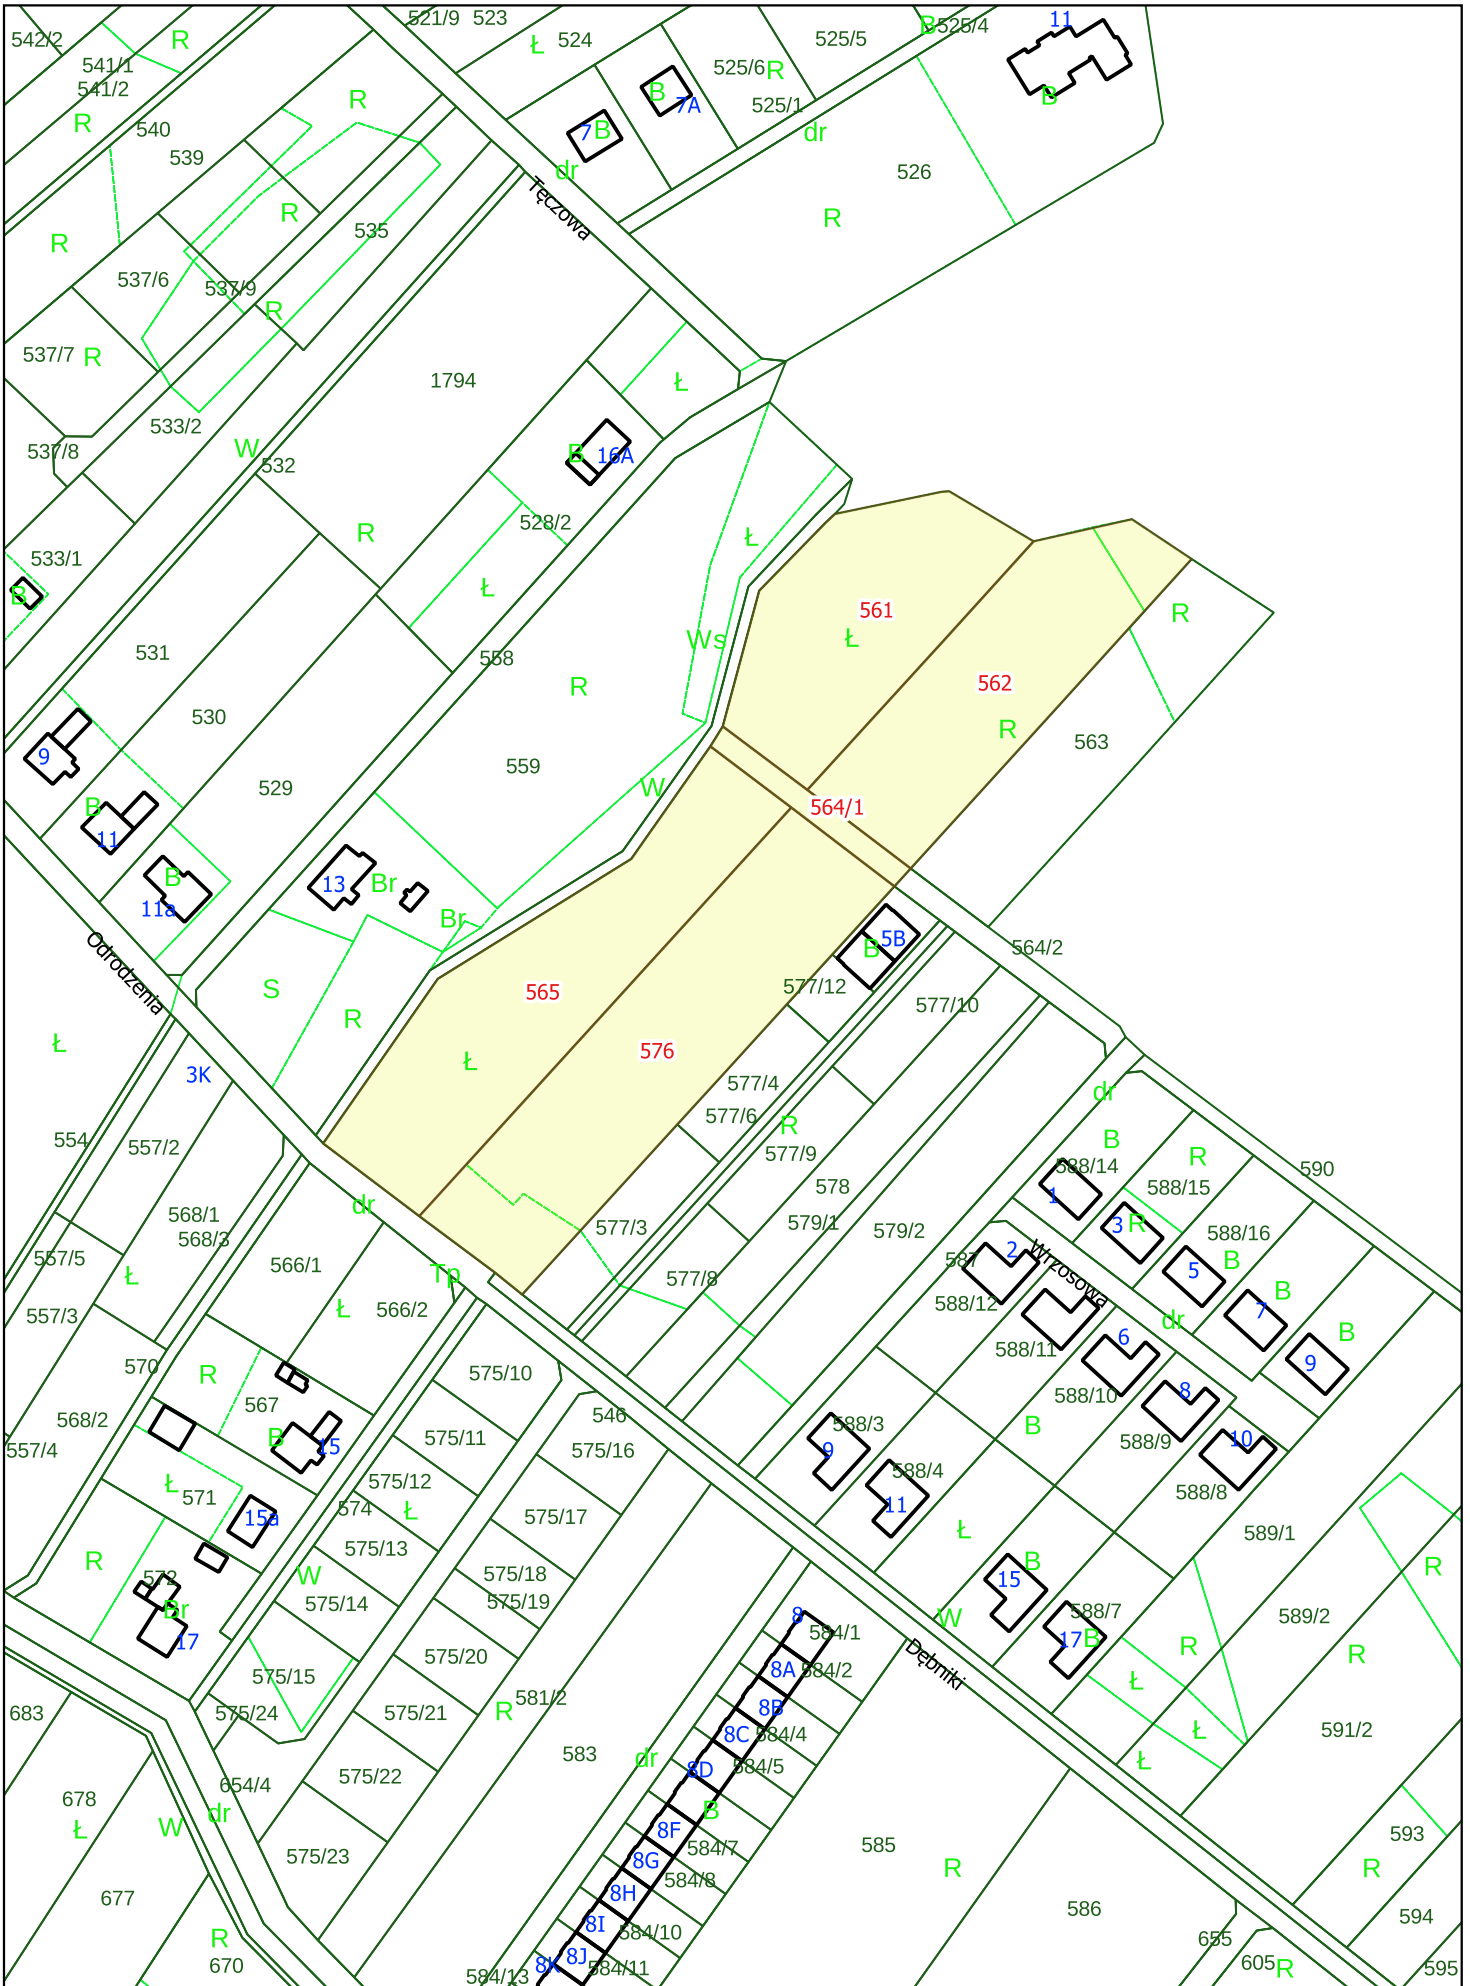 521/9 523
542/2 R Ł 524 525/5 B 525/4 11
541/1 525/6 R
541/2 R B 7A 525/1 B
R 540 7 B dr
539 dr 526
Tęczowa
R R 535 R
537/6 537/9
R
537/7 R 1794 Ł
533/2
537/8 W 532 B 16A
R 528/2 Ł
533/1
B Ł 561 R
531 558 Ws Ł
R 562
530 R
9 559 563
529 W 564/1
B
11
B 13 Br
11a Br B 5B
Odrodzenia 564/2
S 565 577/12
R 577/10
Ł 576
3K Ł 577/4
dr
577/6 R
554 557/2 577/9 B R
588/14 590
578 1 588/15
568/1 dr 579/1 579/2 3 R 588/16
568/3 577/3
557/5 566/1 587 2 Wrzosowa 5 B
Ł Tp 577/8 B
557/3 Ł 566/2 588/12 dr 7
588/11 6 B
570 R 575/10 9
567 588/10 8
568/2 546 588/3 B
557/4 B 15 575/11 575/16 9 588/9 10
575/12 588/4
Ł 571 574 Ł 11 588/8
15a 575/17
575/13 Ł 589/1
R 572 W 575/18 B R
575/14 575/19 15
Br 8 W 588/7 589/2
17 584/1 17 B
575/20 Dębniki R R
575/15 8A 584/2 Ł
683 575/24 575/21 R 581/2 8B
8C 584/4 Ł 591/2
583 dr 584/5 Ł
654/4 575/22 8D
678 dr B
Ł W 8F 593
575/23 584/7 585
8G 584/8 R R
677 8H 586
8I 584/10 594
R 655
670 8K 8J 584/11 605 R 595
584/13